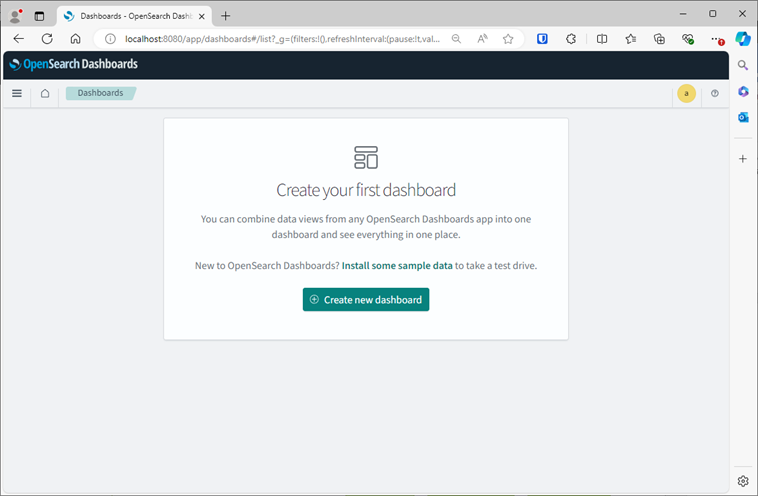 Dashboards - OpenSearch Dashb
localhost:8080/app/dashboards#/list?_g=(filters:!(),refreshInterval:(pause:!t,val...
OpenSearch Dashboards
Dashboards
a
Create your first dashboard
You can combine data views from any OpenSearch Dashboards app into one
dashboard and see everything in one place.
New to OpenSearch Dashboards? Install some sample data to take a test drive.
Create new dashboard